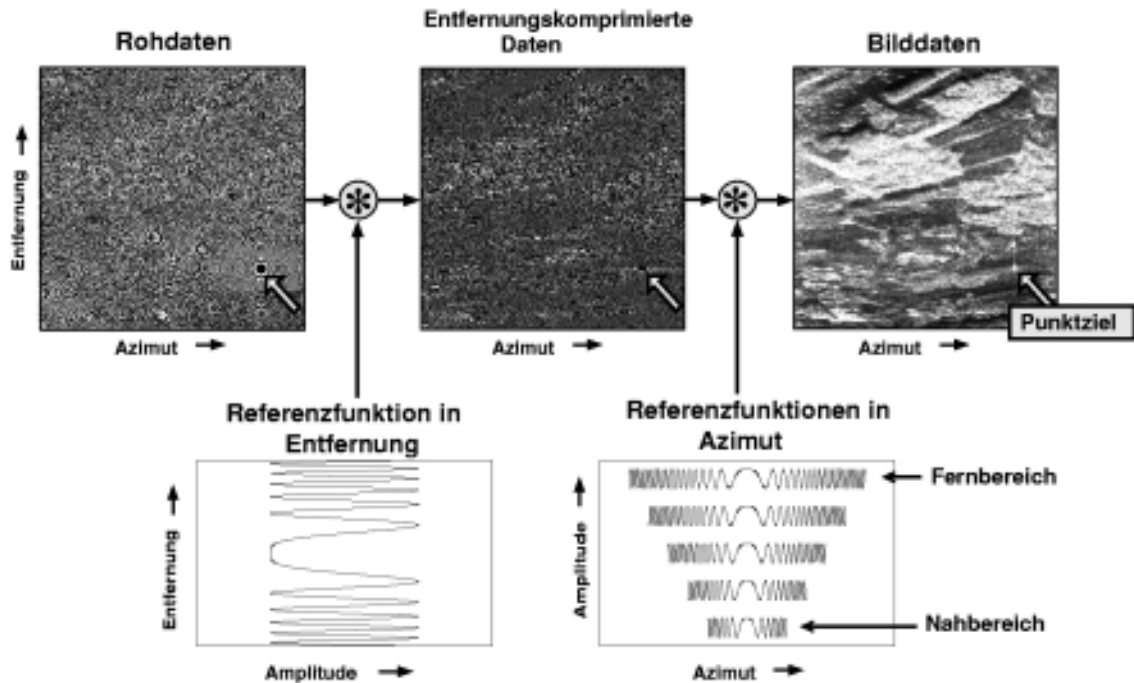 Rohdaten
Entfernungskomprimierte
Daten
Bilddaten
Entfernung
Azimut
Azimut
Azimut
Punktziel
Referenzfunktion in
Entfernung
Referenzfunktionen in
Azimut
Entfernung
Amplitude
Amplitude
Azimut
Fernbereich
Nahbereich